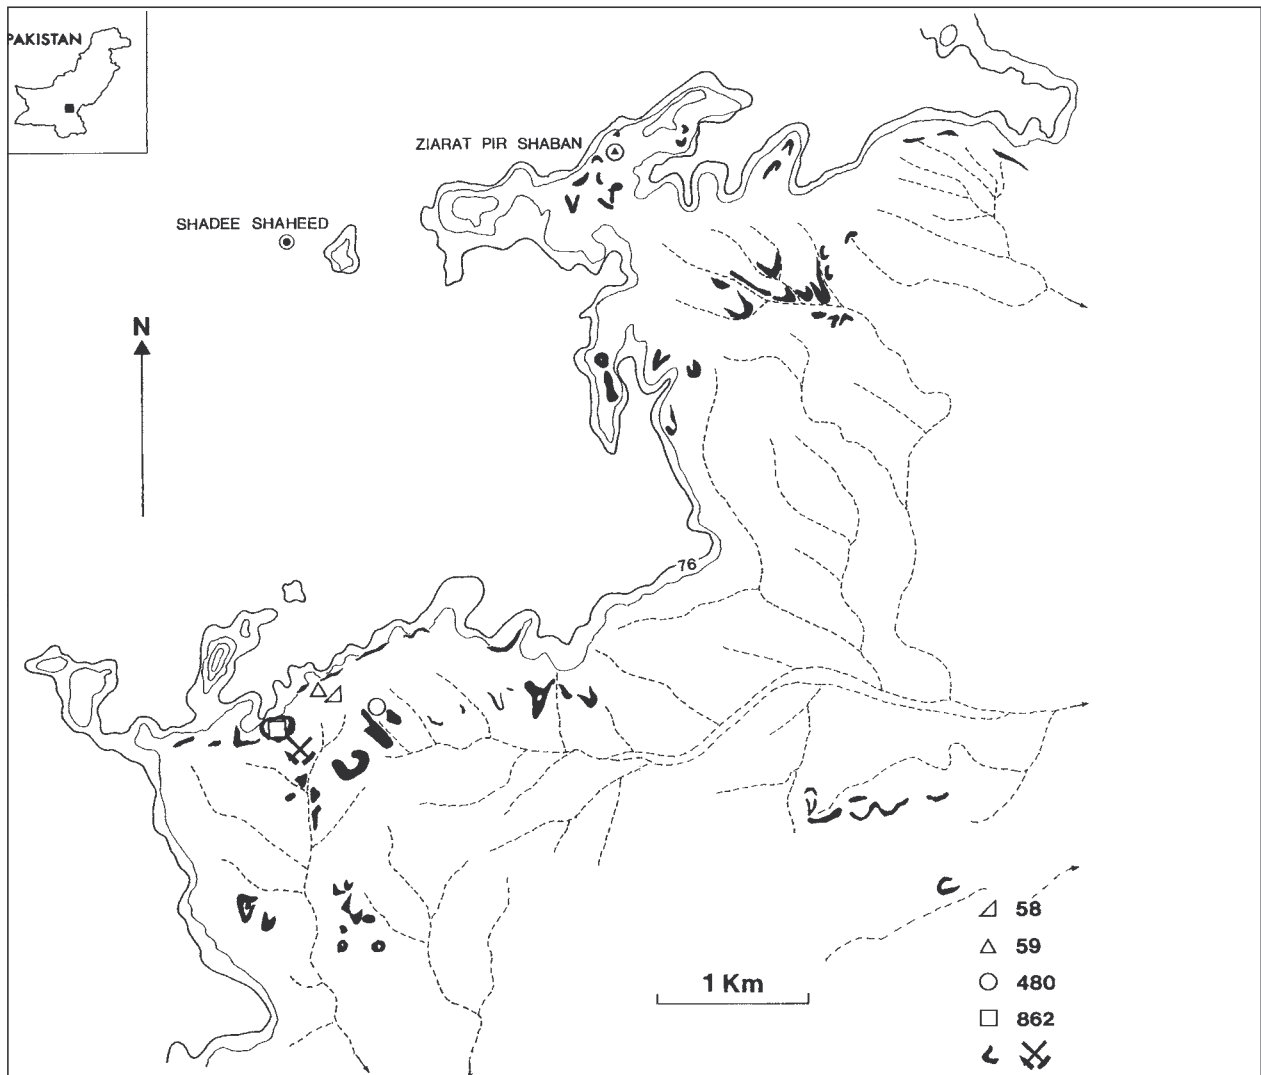 PAKISTAN
ZIARAT PIR SHABAN
SHADEE SHAHEED
N
76
58
59
480
1 Km
862